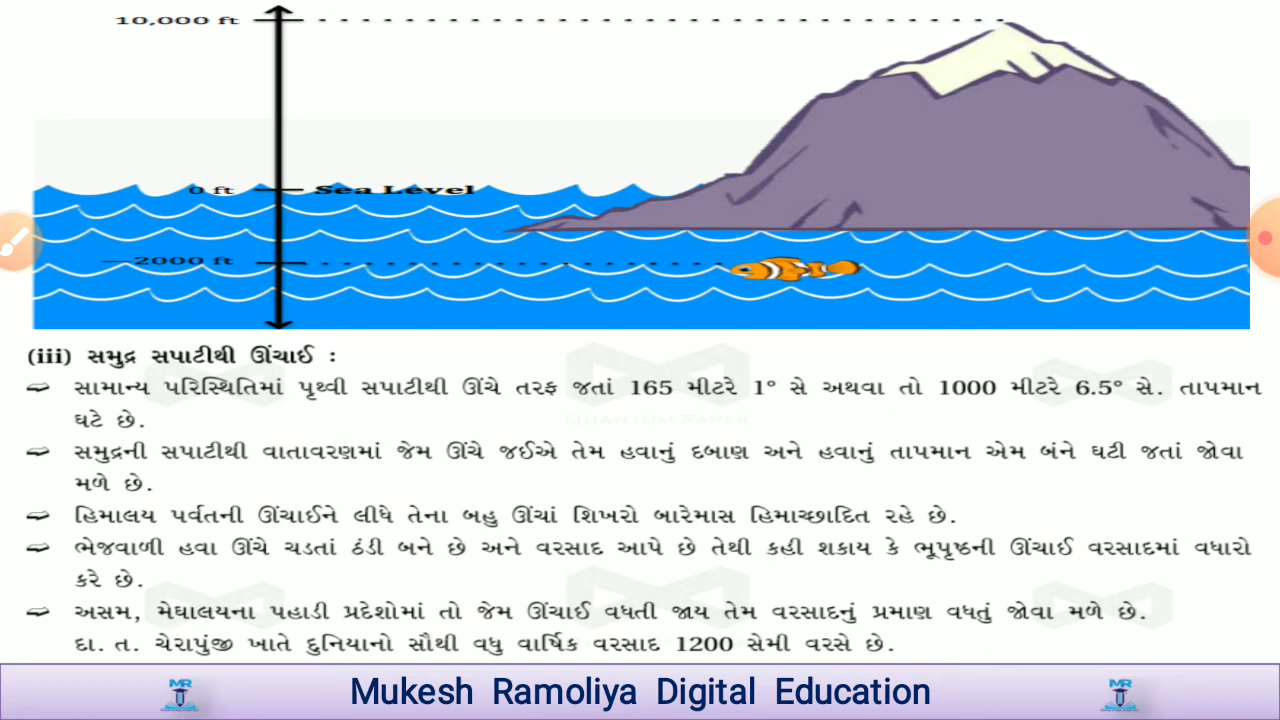 10,000 ft
0 ft Sea Level
—2000 ft
(iii) સમુદ્ર સપાટીથી ઊંચાઈ :
➫ સામાન્ય પરિસ્થિતિમાં પૃથ્વી સપાટીથી ઊંચે તરફ જતાં 165 મીટરે 1° સે અથવા તો 1000 મીટરે 6.5° સે. તાપમાન
ઘટે છે.
➫ સમુદ્રની સપાટીથી વાતાવરણમાં જેમ ઊંચે જઈએ તેમ હવાનું દબાણ અને હવાનું તાપમાન એમ બંને ઘટી જતાં જોવા
મળે છે.
➫ હિમાલય પર્વતની ઊંચાઈને લીધે તેના બહુ ઊંચાં શિખરો બારેમાસ હિમાચ્છાદિત રહે છે.
➫ ભેજવાળી હવા ઊંચે ચડતાં ઠંડી બને છે અને વરસાદ આપે છે તેથી કહી શકાય કે ભૂપૃષ્ઠની ઊંચાઈ વરસાદમાં વધારો
કરે છે.
➫ અસમ, મેઘાલયના પહાડી પ્રદેશોમાં તો જેમ ઊંચાઈ વધતી જાય તેમ વરસાદનું પ્રમાણ વધતું જોવા મળે છે.
દા. ત. ચેરાપુંજી ખાતે દુનિયાનો સૌથી વધુ વાર્ષિક વરસાદ 1200 સેમી વરસે છે.
QUANTUM PAPER
MR Mukesh Ramoliya Digital Education MR